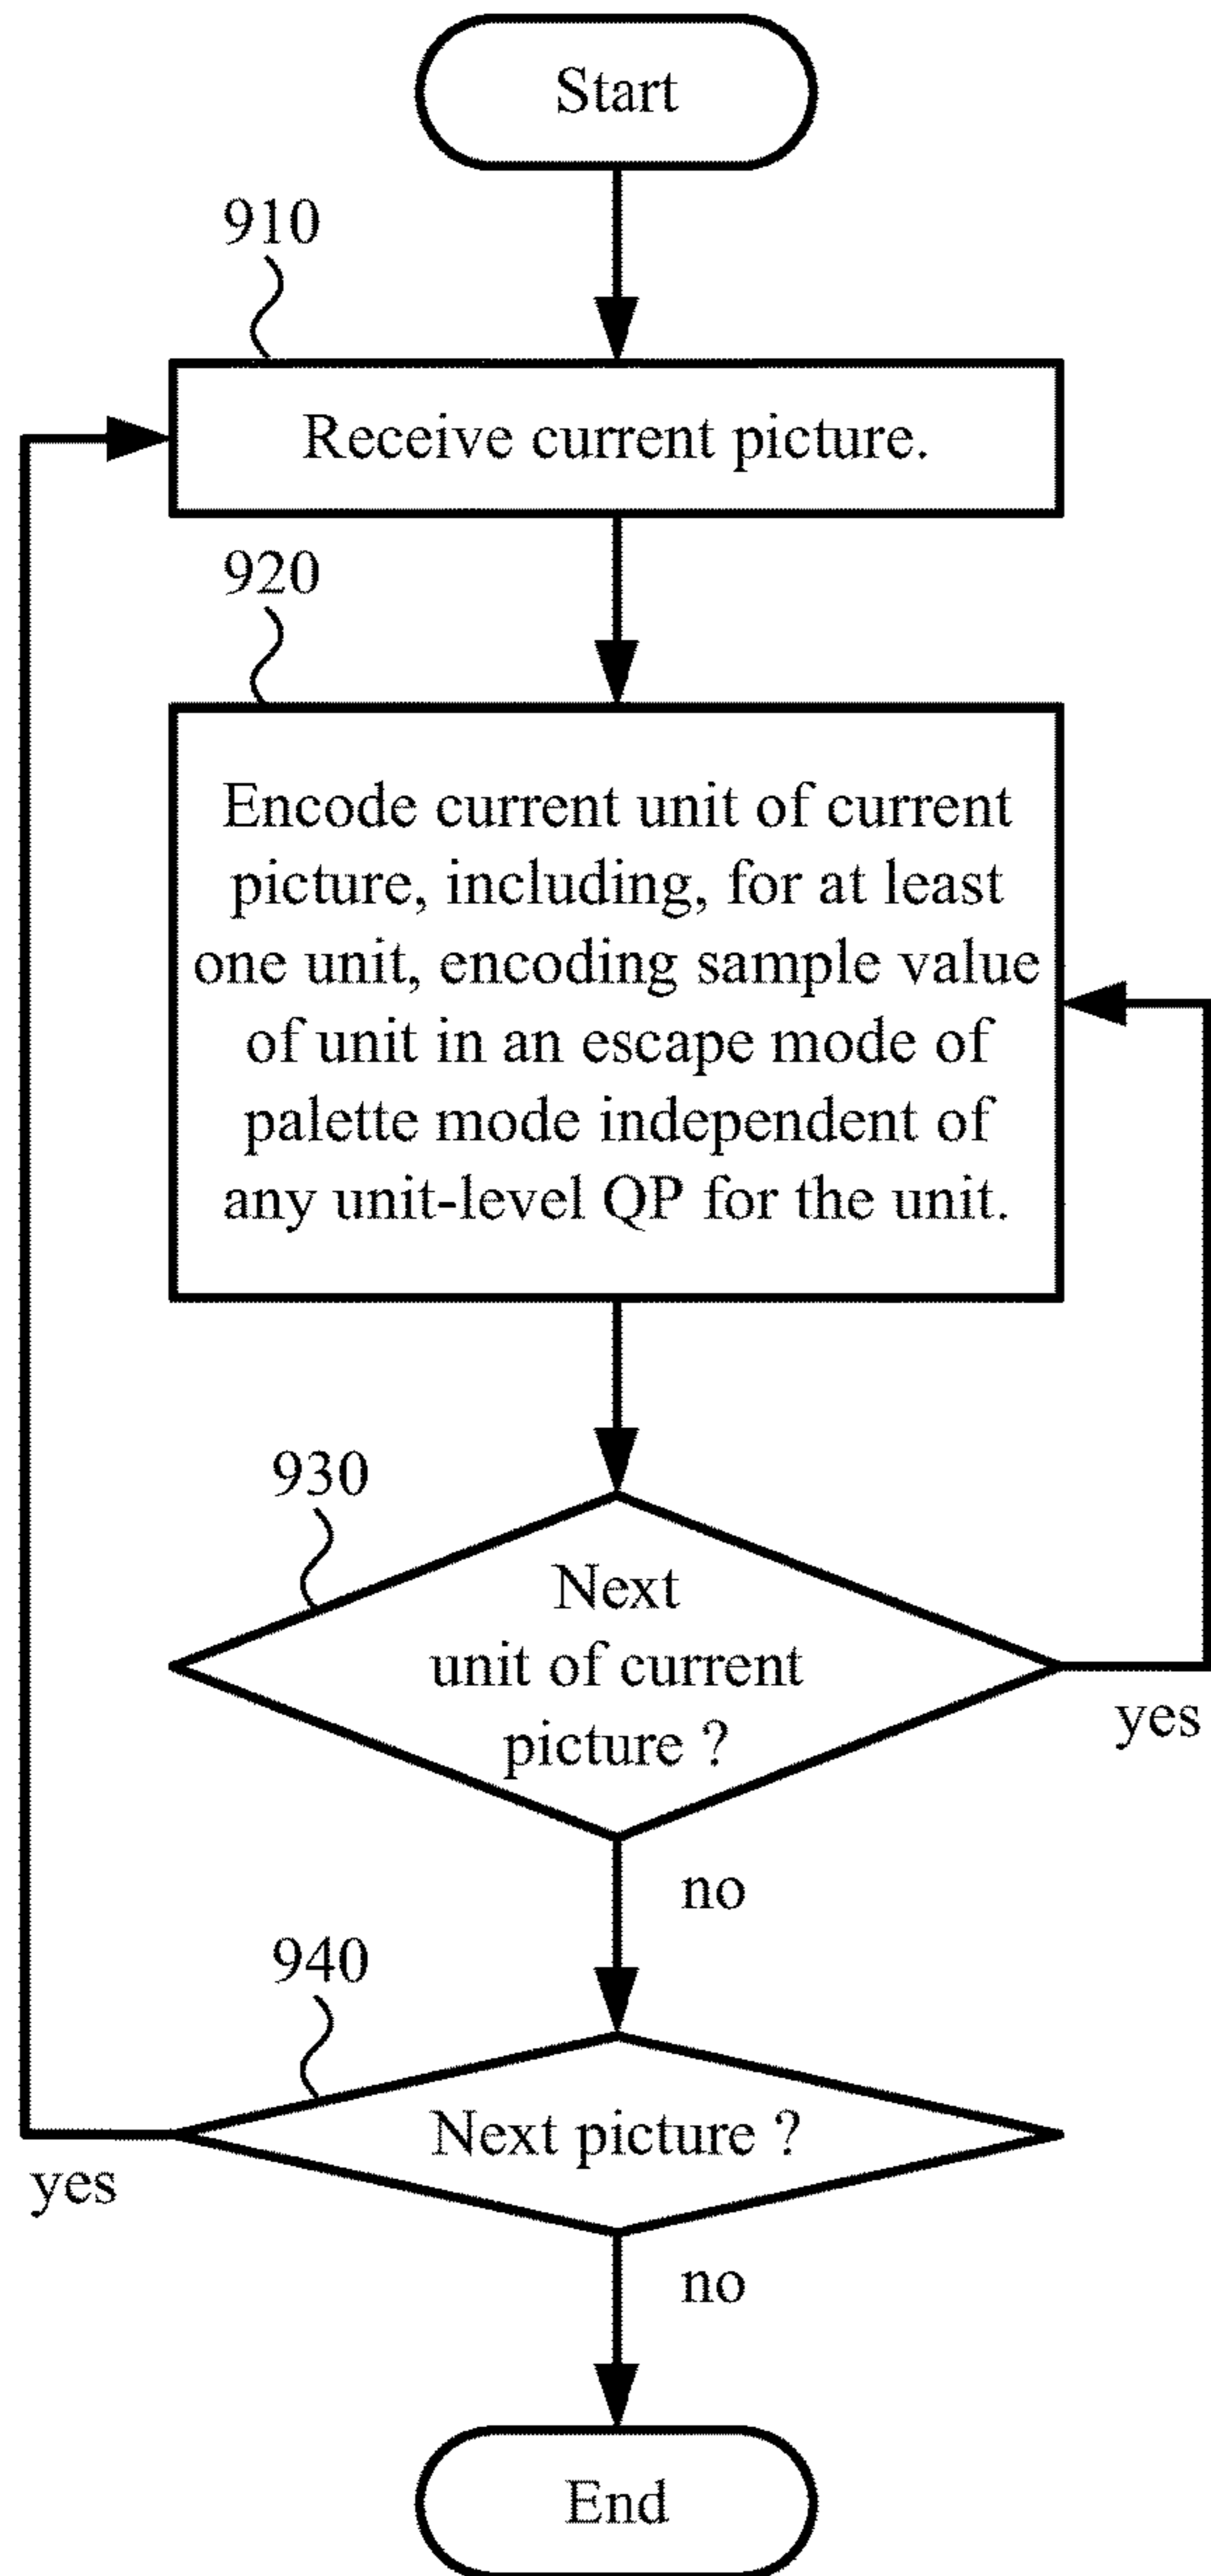 Start
910
Receive current picture.
920
Encode current unit of current
picture, including, for at least
one unit, encoding sample value
of unit in an escape mode of
palette mode independent of
any unit-level QP for the unit.
930
Next
unit of current
picture ?
yes
no
940
Next picture ?
yes
no
End